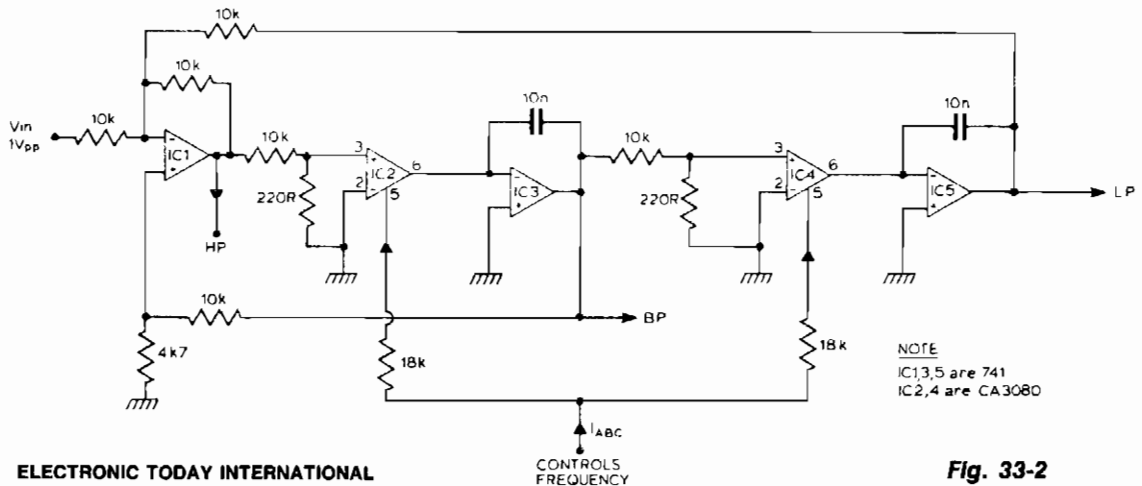 10k
10k
10n
10n
Vin
1Vpp
10k
10k
10k
IC1
3
IC2
6
2
5
220R
IC3
3
IC4
6
2
5
220R
IC5
LP
HP
10k
BP
4k7
18k
18k
NOTE
IC1,3,5 are 741
IC2,4 are CA3080
IABC
CONTROLS
FREQUENCY
ELECTRONIC TODAY INTERNATIONAL
Fig. 33-2